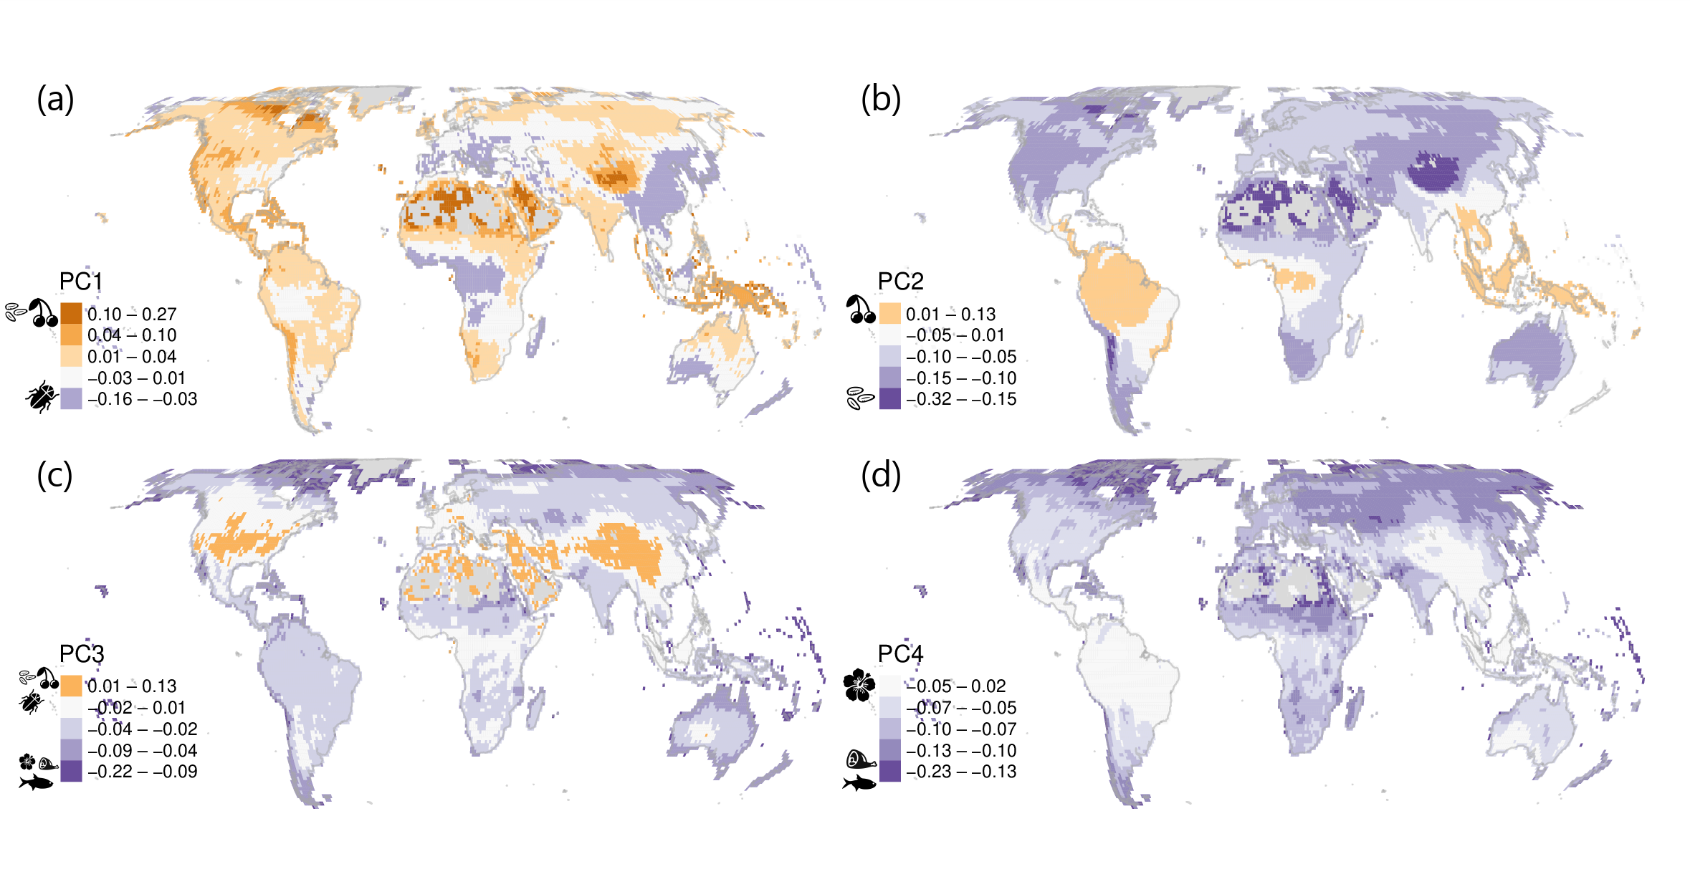 (a)
PC1
0.10 – 0.27
0.04 – 0.10
0.01 – 0.04
−0.03 – 0.01
−0.16 – −0.03
(b)
PC2
0.01 – 0.13
−0.05 – 0.01
−0.10 – −0.05
−0.15 – −0.10
−0.32 – −0.15
(c)
PC3
0.01 – 0.13
−0.02 – 0.01
−0.04 – −0.02
−0.09 – −0.04
−0.22 – −0.09
(d)
PC4
−0.05 – 0.02
−0.07 – −0.05
−0.10 – −0.07
−0.13 – −0.10
−0.23 – −0.13